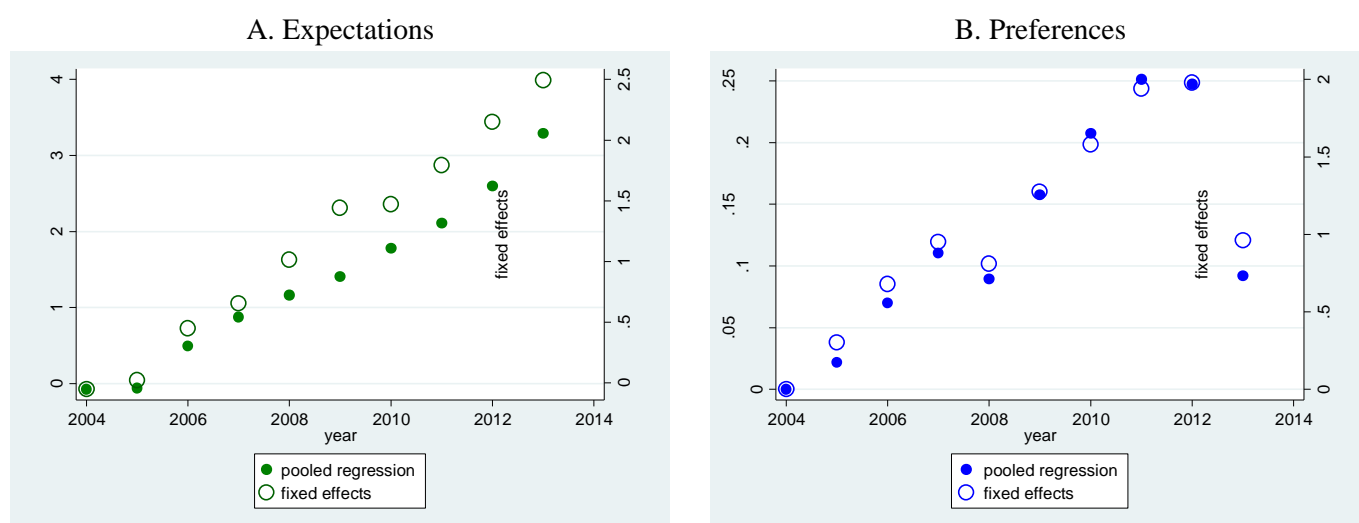 A. Expectations
4
3
2
1
0
2.5
2
1.5
1
.5
0
fixed effects
2004 2006 2008 2010 2012 2014
year
pooled regression
fixed effects
B. Preferences
.25
.2
.15
.1
.05
0
2
1.5
1
.5
0
fixed effects
2004 2006 2008 2010 2012 2014
year
pooled regression
fixed effects